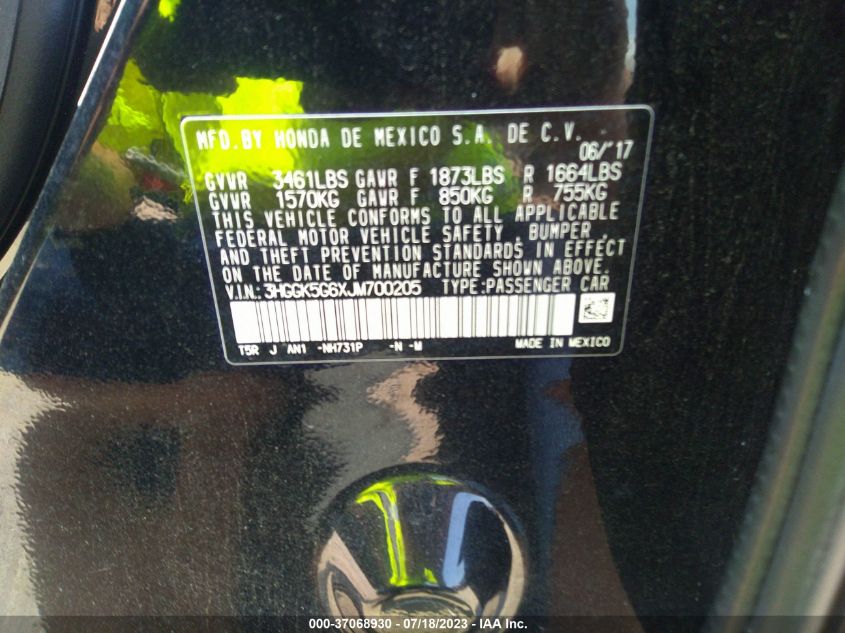 MFD.BY HONDA DE MEXICO S.A. DE C.V.
06/'17
GVWR 3461LBS GAWR F 1873LBS R 1664LBS
GVWR 1570KG GAWR F 850KG R 755KG
THIS VEHICLE CONFORMS TO ALL APPLICABLE
FEDERAL MOTOR VEHICLE SAFETY, BUMPER,
AND THEFT PREVENTION STANDARDS IN EFFECT
ON THE DATE OF MANUFACTURE SHOWN ABOVE.
V.I.N.: 3HGGK5G6XJM700205 TYPE:PASSENGER CAR
T5R J AN1 -NH731P -N -M MADE IN MEXICO
000-37068930 - 07/18/2023 - IAA Inc.